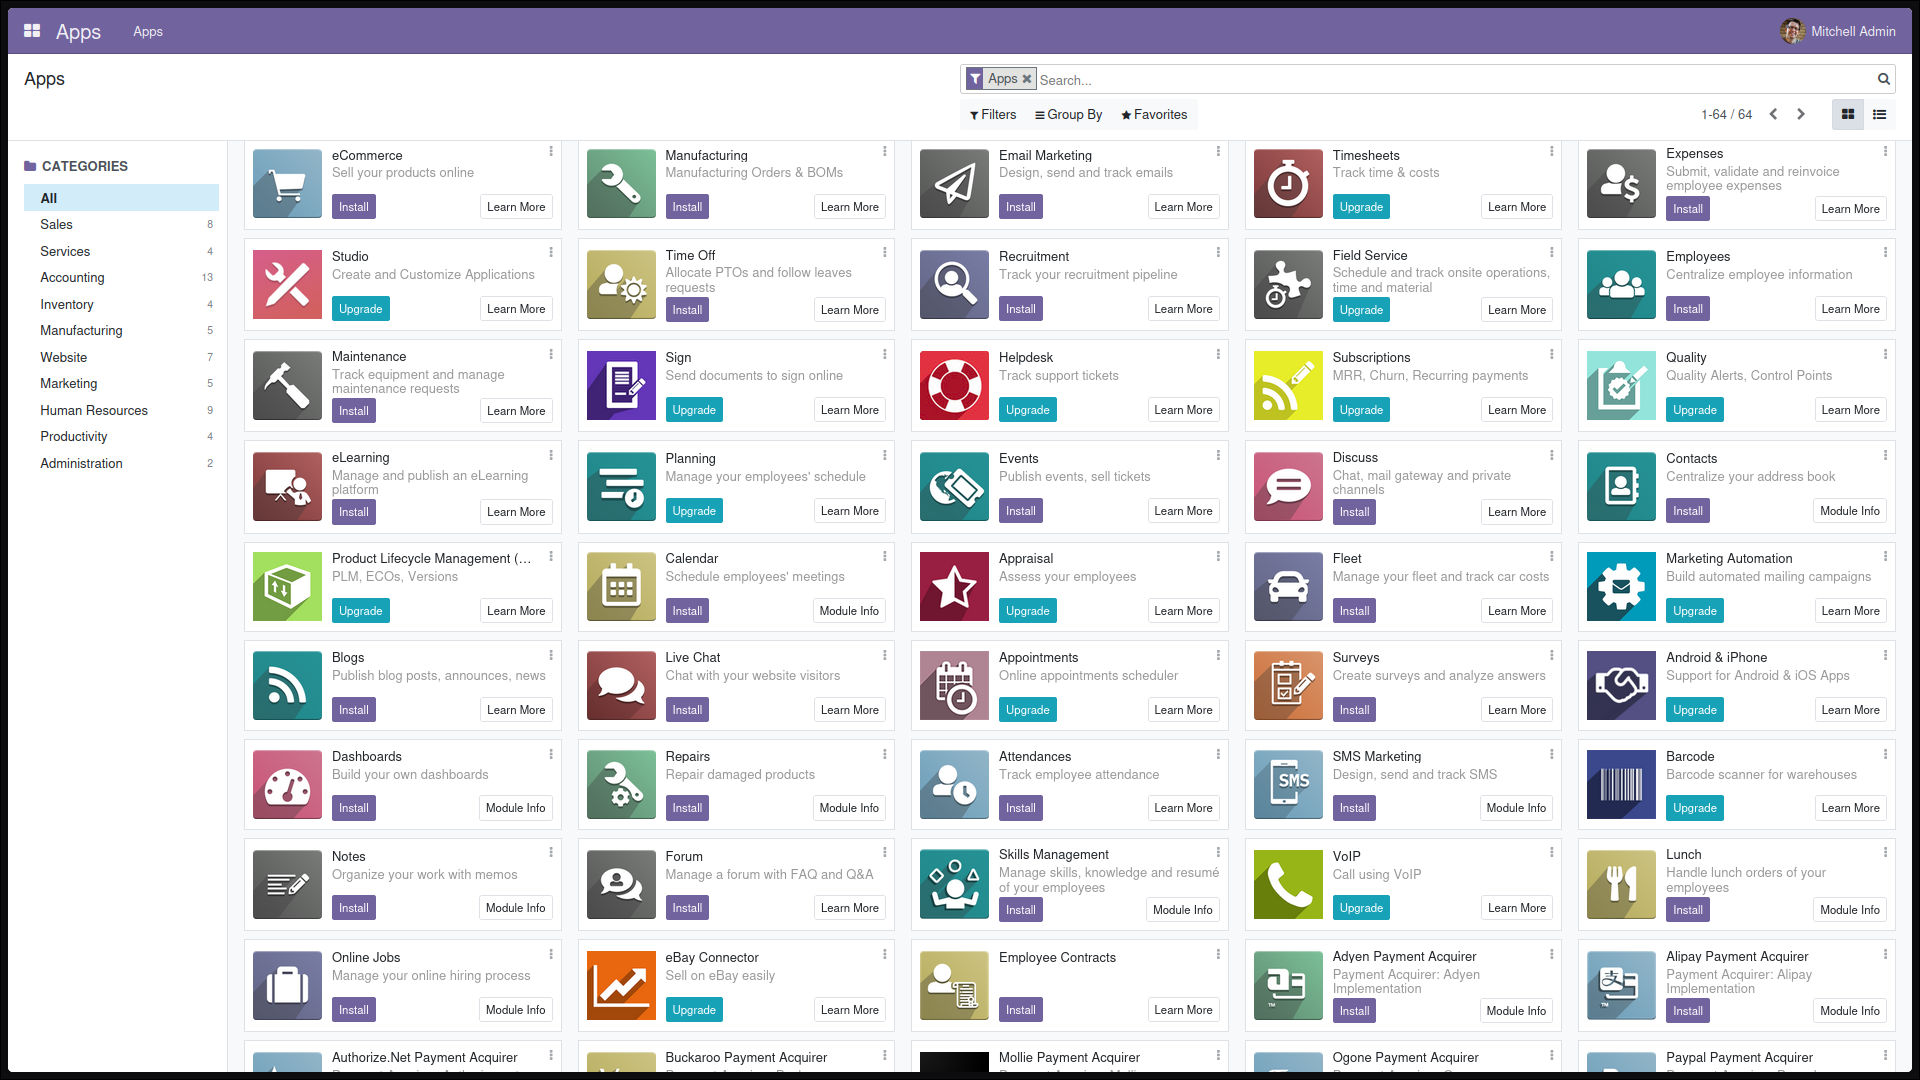 Apps
Apps
Mitchell Admin
Apps
Apps
Search...
Filters
Group By
Favorites
1-64 / 64
CATEGORIES
All
Sales 8
Services 4
Accounting 13
Inventory 4
Manufacturing 5
Website 7
Marketing 5
Human Resources 9
Productivity 4
Administration 2
eCommerce
Sell your products online
Install
Learn More
Manufacturing
Manufacturing Orders & BOMs
Install
Learn More
Email Marketing
Design, send and track emails
Install
Learn More
Timesheets
Track time & costs
Upgrade
Learn More
Expenses
Submit, validate and reinvoice
employee expenses
Install
Learn More
Studio
Create and Customize Applications
Upgrade
Learn More
Time Off
Allocate PTOs and follow leaves
requests
Install
Learn More
Recruitment
Track your recruitment pipeline
Install
Learn More
Field Service
Schedule and track onsite operations,
time and material
Upgrade
Learn More
Employees
Centralize employee information
Install
Learn More
Maintenance
Track equipment and manage
maintenance requests
Install
Learn More
Sign
Send documents to sign online
Upgrade
Learn More
Helpdesk
Track support tickets
Upgrade
Learn More
Subscriptions
MRR, Churn, Recurring payments
Upgrade
Learn More
Quality
Quality Alerts, Control Points
Upgrade
Learn More
eLearning
Manage and publish an eLearning
platform
Install
Learn More
Planning
Manage your employees' schedule
Upgrade
Learn More
Events
Publish events, sell tickets
Install
Learn More
Discuss
Chat, mail gateway and private
channels
Install
Learn More
Contacts
Centralize your address book
Install
Module Info
Product Lifecycle Management (...
PLM, ECOs, Versions
Upgrade
Learn More
Calendar
Schedule employees' meetings
Install
Module Info
Appraisal
Assess your employees
Upgrade
Learn More
Fleet
Manage your fleet and track car costs
Install
Learn More
Marketing Automation
Build automated mailing campaigns
Upgrade
Learn More
Blogs
Publish blog posts, announces, news
Install
Learn More
Live Chat
Chat with your website visitors
Install
Learn More
Appointments
Online appointments scheduler
Upgrade
Learn More
Surveys
Create surveys and analyze answers
Install
Learn More
Android & iPhone
Support for Android & iOS Apps
Upgrade
Learn More
Dashboards
Build your own dashboards
Install
Module Info
Repairs
Repair damaged products
Install
Module Info
Attendances
Track employee attendance
Install
Learn More
SMS
SMS Marketing
Design, send and track SMS
Install
Module Info
Barcode
Barcode scanner for warehouses
Upgrade
Learn More
Notes
Organize your work with memos
Install
Module Info
Forum
Manage a forum with FAQ and Q&A
Install
Learn More
Skills Management
Manage skills, knowledge and resumé
of your employees
Install
Module Info
VoIP
Call using VoIP
Upgrade
Learn More
Lunch
Handle lunch orders of your
employees
Install
Module Info
Online Jobs
Manage your online hiring process
Install
Module Info
eBay Connector
Sell on eBay easily
Upgrade
Learn More
Employee Contracts
Install
Learn More
Adyen Payment Acquirer
Payment Acquirer: Adyen
Implementation
Install
Module Info
Alipay Payment Acquirer
Payment Acquirer: Alipay
Implementation
Install
Module Info
Authorize.Net Payment Acquirer
Buckaroo Payment Acquirer
Mollie Payment Acquirer
Ogone Payment Acquirer
Paypal Payment Acquirer